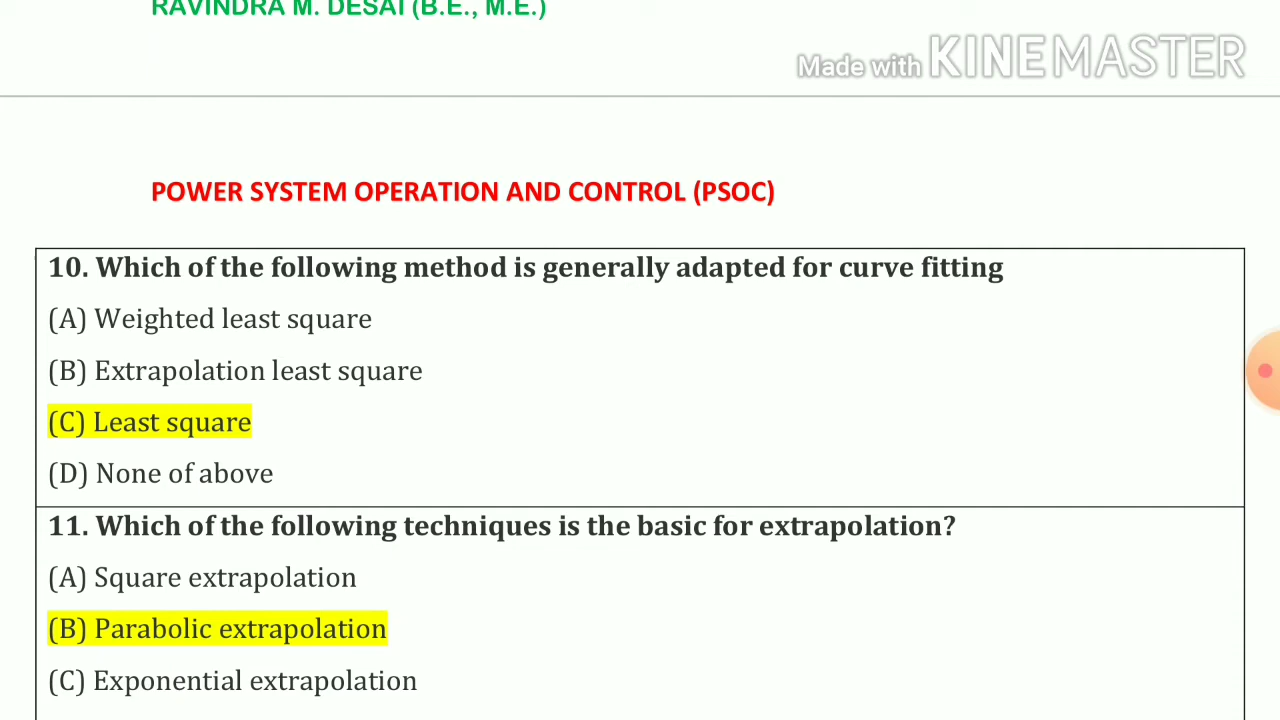 RAVINDRA M. DESAI (B.E., M.E.)
Made with KINEMASTER
POWER SYSTEM OPERATION AND CONTROL (PSOC)
10. Which of the following method is generally adapted for curve fitting
(A) Weighted least square
(B) Extrapolation least square
(C) Least square
(D) None of above
11. Which of the following techniques is the basic for extrapolation?
(A) Square extrapolation
(B) Parabolic extrapolation
(C) Exponential extrapolation